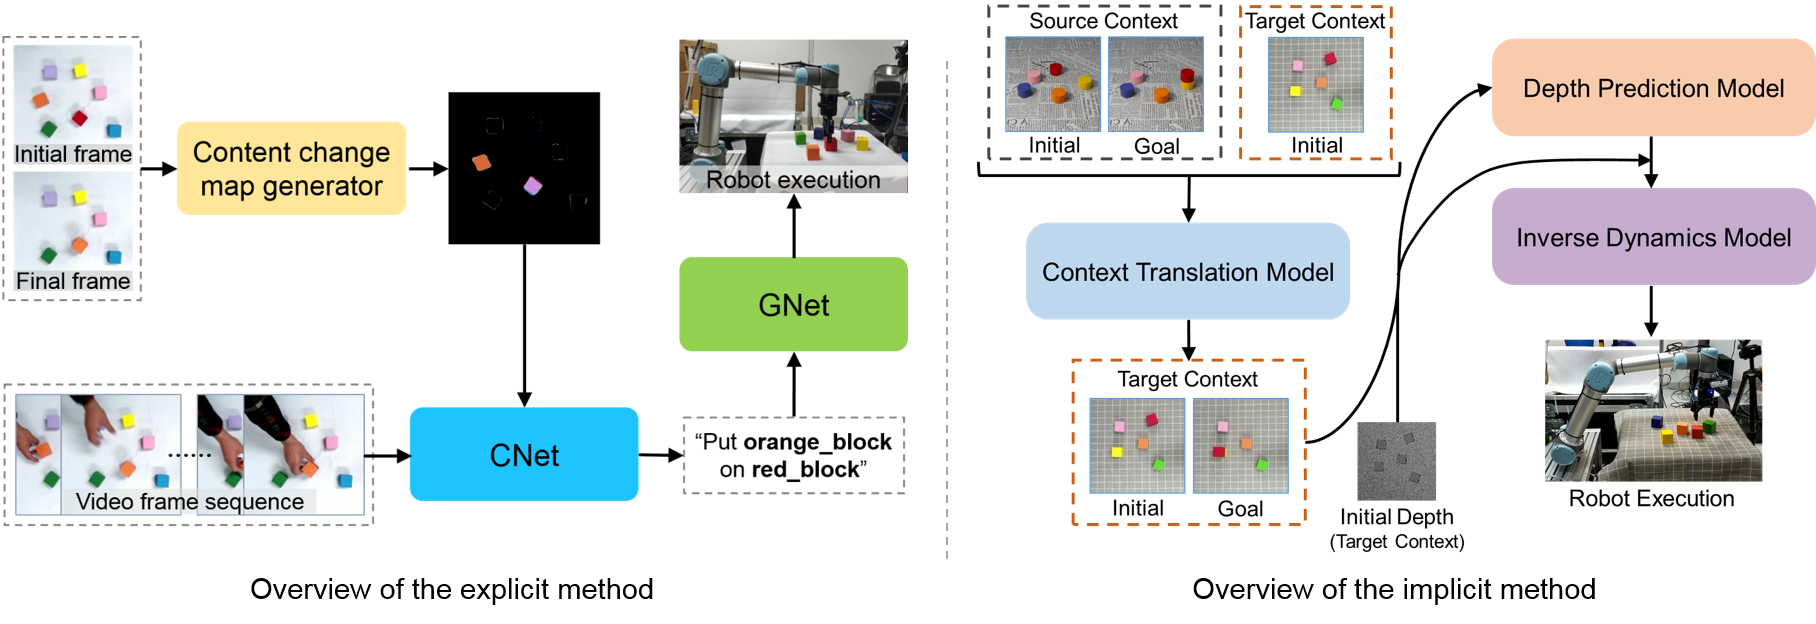 Initial frame
Final frame
Content change
map generator
Video frame sequence
CNet
"Put orange_block
on red_block"
GNet
Robot execution
Overview of the explicit method
Source Context
Initial
Goal
Target Context
Initial
Context Translation Model
Target Context
Initial
Goal
Initial Depth
(Target Context)
Depth Prediction Model
Inverse Dynamics Model
Robot Execution
Overview of the implicit method